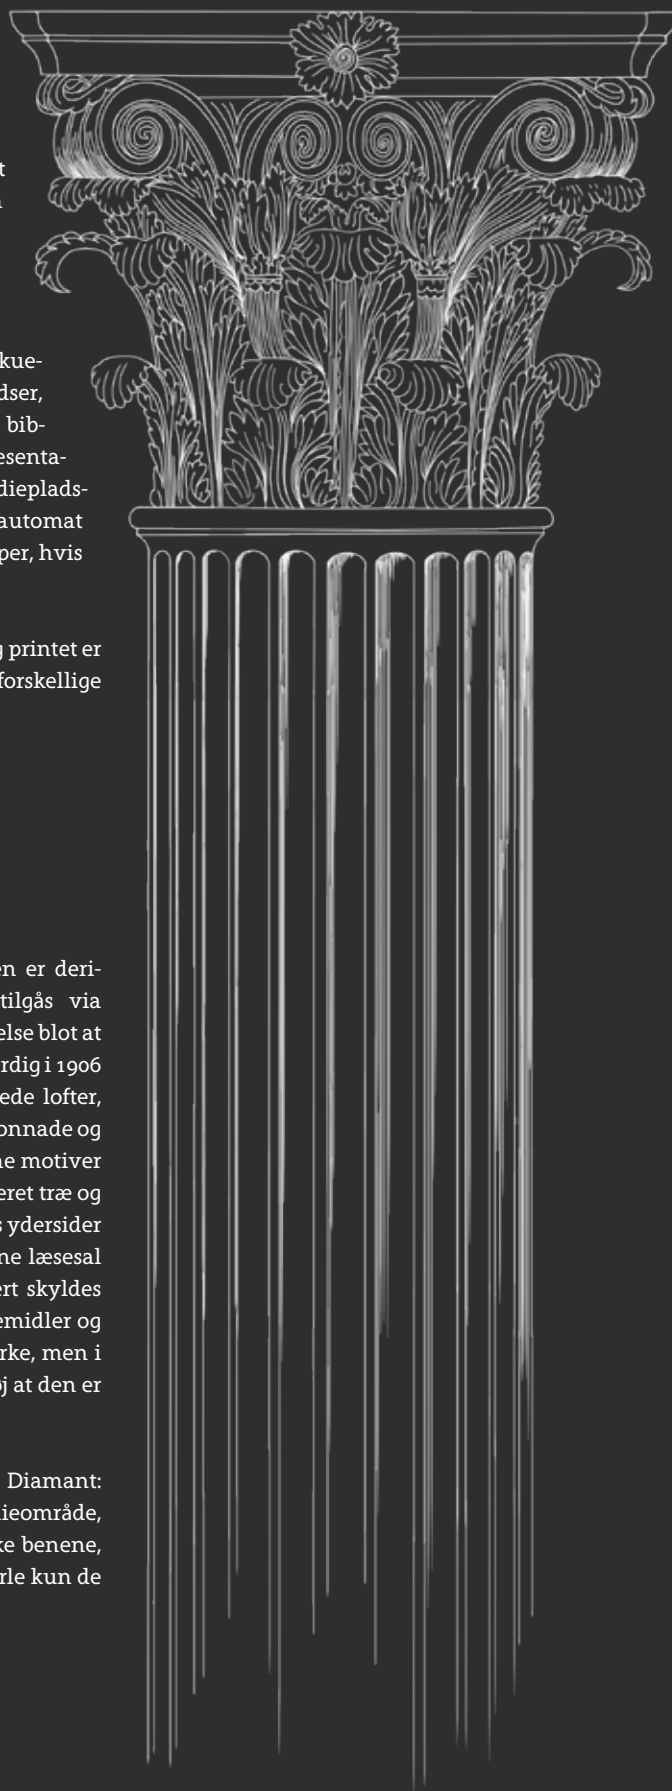 t
kue-
dser,
bib-
esenta-
dieplads-
automat
per, hvis
g printet er
forskellige
en er deri-
tilgås via
else blot at
rdig i 1906
ede lofter,
onnade og
ne motiver
eret træ og
s ydersider
ne læsesal
ert skyldes
emidler og
rke, men i
øj at den er
Diamant:
lieområde,
ke benene,
rle kun de